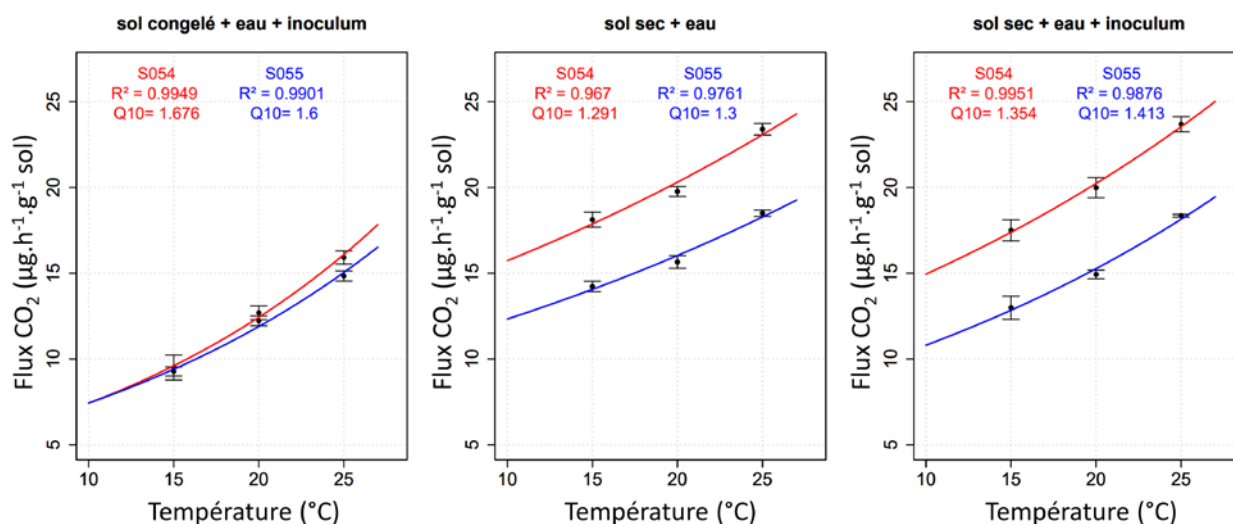 sol congelé + eau + inoculum
S054
R² = 0.9949
Q10= 1.676
S055
R² = 0.9901
Q10= 1.6
Flux CO₂ (µg.h⁻¹.g⁻¹ sol)
25
20
15
10
5
10 15 20 25
Température (°C)
sol sec + eau
S054
R² = 0.967
Q10= 1.291
S055
R² = 0.9761
Q10= 1.3
Flux CO₂ (µg.h⁻¹.g⁻¹ sol)
25
20
15
10
5
10 15 20 25
Température (°C)
sol sec + eau + inoculum
S054
R² = 0.9951
Q10= 1.354
S055
R² = 0.9876
Q10= 1.413
Flux CO₂ (µg.h⁻¹.g⁻¹ sol)
25
20
15
10
5
10 15 20 25
Température (°C)